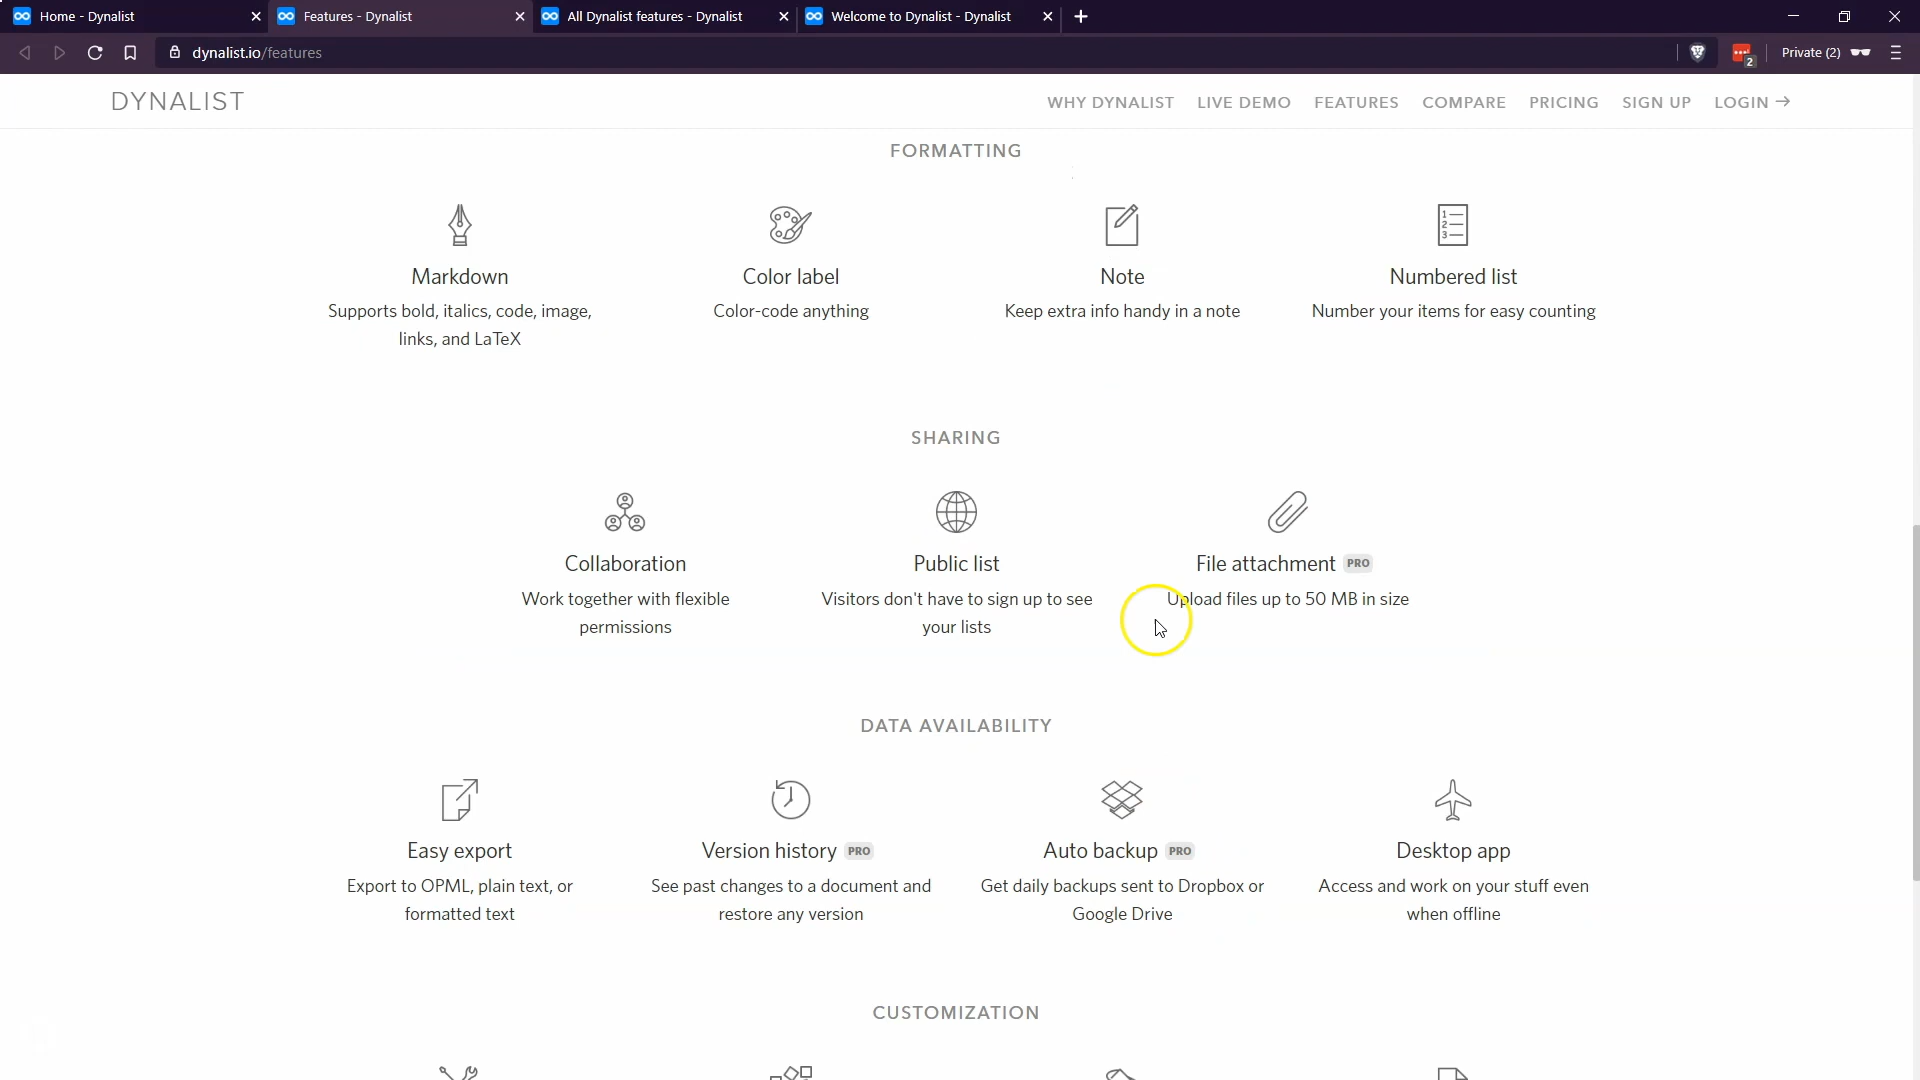 Home - Dynalist
Features - Dynalist
All Dynalist features - Dynalist
Welcome to Dynalist - Dynalist
dynalist.io/features
2
Private (2)
DYNALIST
WHY DYNALIST
LIVE DEMO
FEATURES
COMPARE
PRICING
SIGN UP
LOGIN →
FORMATTING
1
2
3
Markdown
Supports bold, italics, code, image,
links, and LaTeX
Color label
Color-code anything
Note
Keep extra info handy in a note
Numbered list
Number your items for easy counting
SHARING
Collaboration
Work together with flexible
permissions
Public list
Visitors don't have to sign up to see
your lists
File attachment PRO
Upload files up to 50 MB in size
DATA AVAILABILITY
Easy export
Export to OPML, plain text, or
formatted text
Version history PRO
See past changes to a document and
restore any version
Auto backup PRO
Get daily backups sent to Dropbox or
Google Drive
Desktop app
Access and work on your stuff even
when offline
CUSTOMIZATION